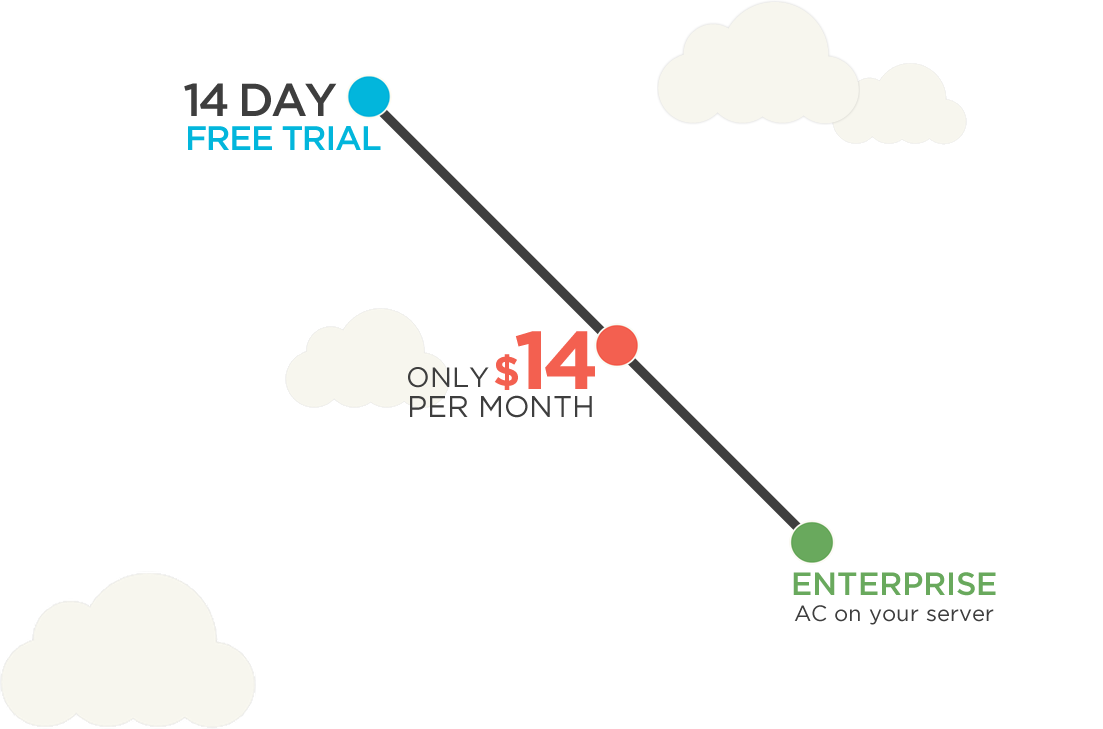 14 DAY
FREE TRIAL
ONLY $14
PER MONTH
ENTERPRISE
AC on your server